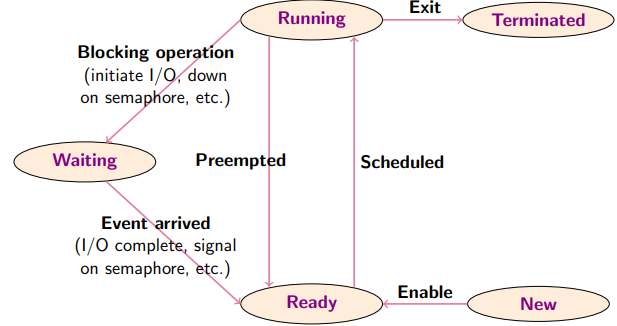 Exit
Running
Terminated
Blocking operation
(initiate I/O, down
on semaphore, etc.)
Waiting
Preempted
Scheduled
Event arrived
(I/O complete, signal
on semaphore, etc.)
Enable
Ready
New